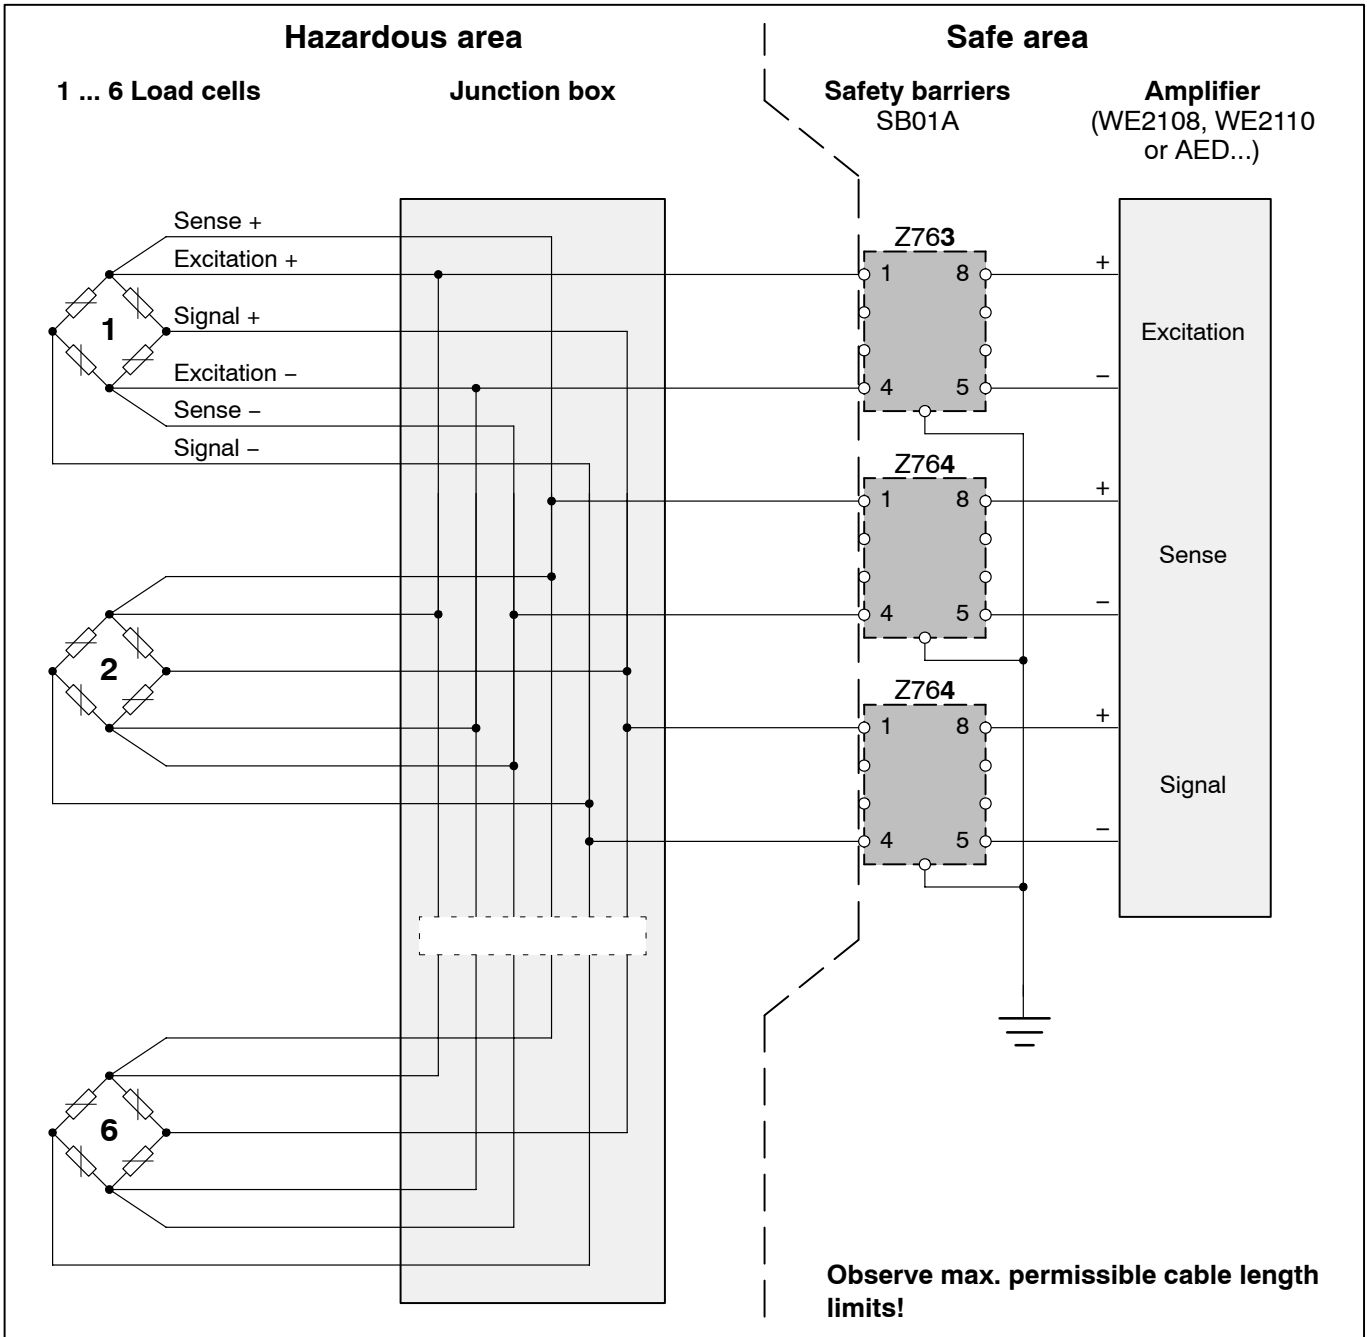 Hazardous area
Safe area
1 ... 6 Load cells
Junction box
Safety barriers
SB01A
Amplifier
(WE2108, WE2110
or AED...)
Sense +
Excitation +
Signal +
Excitation −
Sense −
Signal −
1
2
6
Z763
1 8
4 5
Z764
1 8
4 5
Z764
1 8
4 5
+
Excitation
−
+
Sense
−
+
Signal
−
Observe max. permissible cable length
limits!